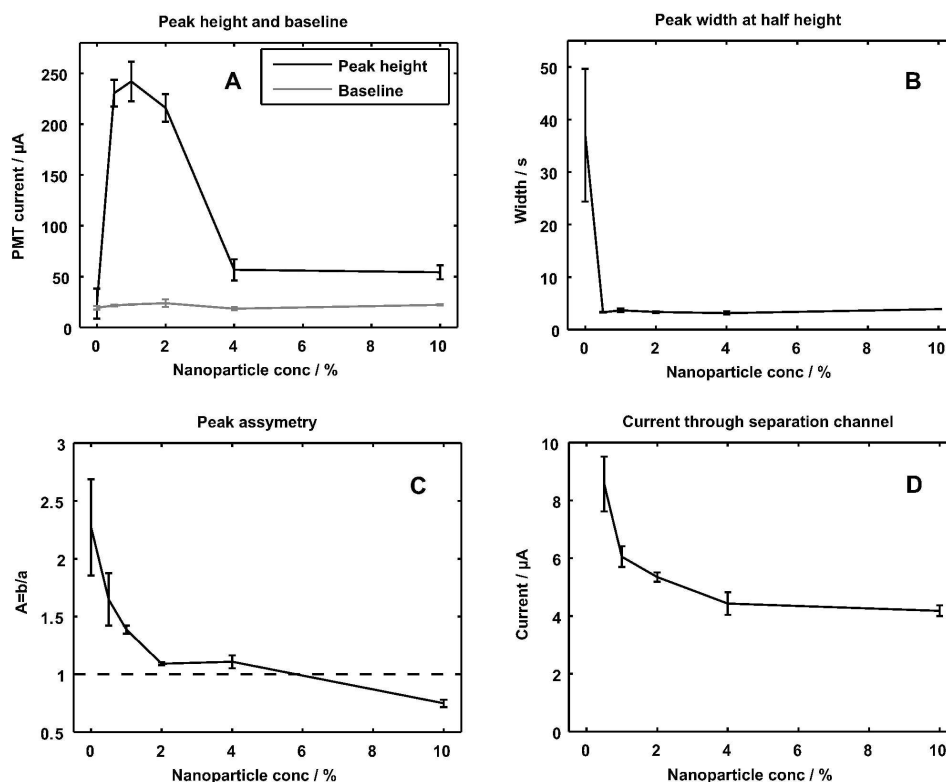 Peak height and baseline
A
Peak height
Baseline
PMT current / µA
250
200
150
100
50
0
0 2 4 6 8 10
Nanoparticle conc / %
Peak width at half height
B
Width / s
50
40
30
20
10
0
0 2 4 6 8 10
Nanoparticle conc / %
Peak assymetry
C
A=b/a
3
2.5
2
1.5
1
0.5
0 2 4 6 8 10
Nanoparticle conc / %
Current through separation channel
D
Current / µA
10
8
6
4
2
0
0 2 4 6 8 10
Nanoparticle conc / %